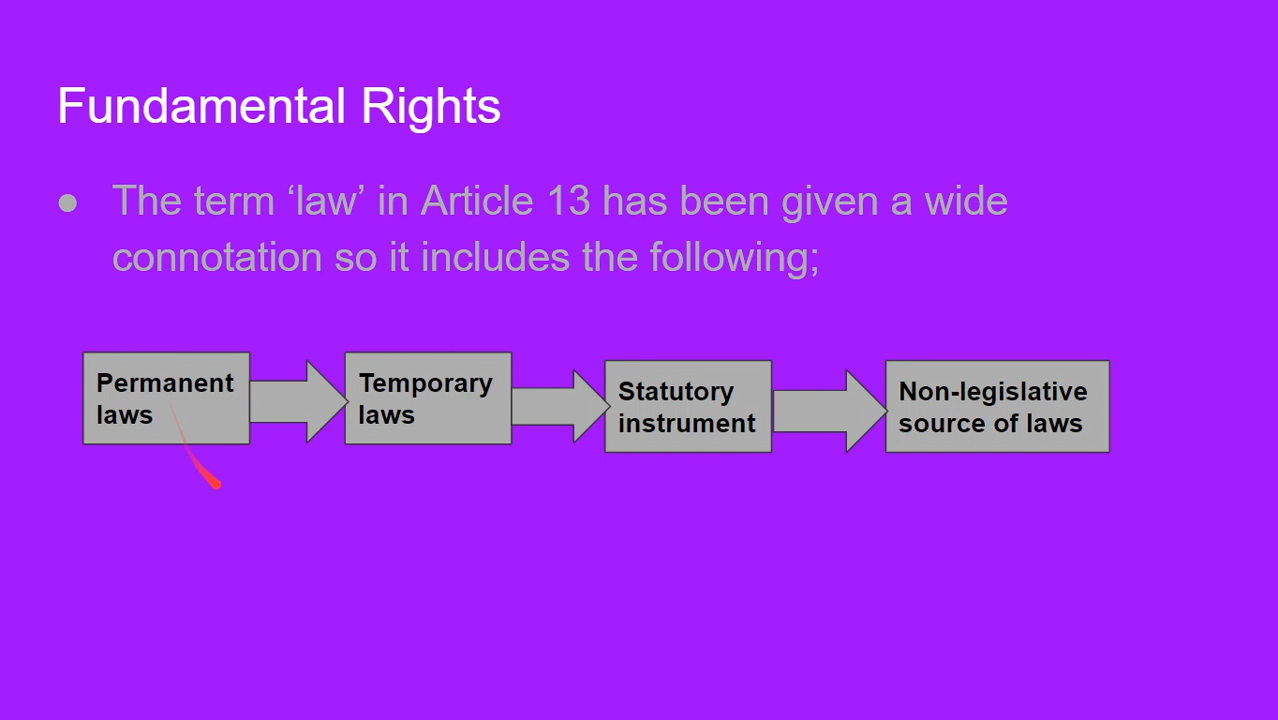 Fundamental Rights
● The term ‘law’ in Article 13 has been given a wide
connotation so it includes the following;
Permanent
laws
Temporary
laws
Statutory
instrument
Non-legislative
source of laws